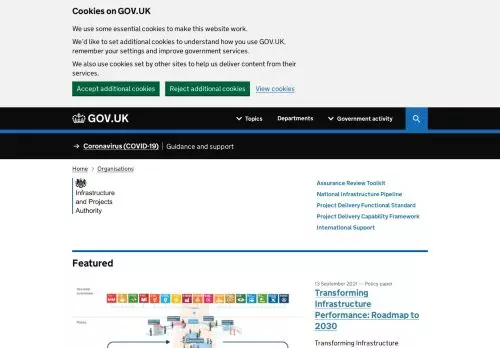 Cookies on GOV.UK
We use some essential cookies to make this website work.
We'd like to set additional cookies to understand how you use GOV.UK,
remember your settings and improve government services.
We also use cookies set by other sites to help us deliver content from their
services.
Accept additional cookies Reject additional cookies View cookies
GOV.UK Topics Departments Government activity
→ Coronavirus (COVID-19) Guidance and support
Home > Organisations
Infrastructure
and Projects
Authority
Assurance Review Toolkit
National Infrastructure Pipeline
Project Delivery Functional Standard
Project Delivery Capability Framework
International Support
Featured
13 September 2021 — Policy paper
Transforming
Infrastructure
Performance: Roadmap to
2030
Transforming Infrastructure